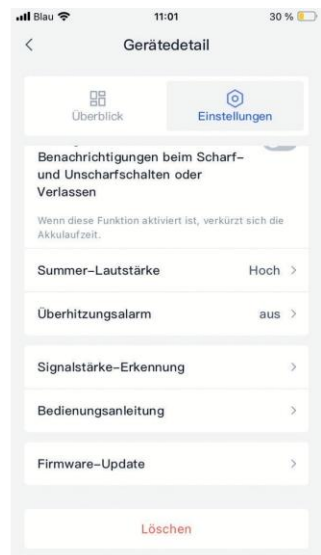 Blau 11:01 30 %
Gerätedetail
Überblick Einstellungen
Benachrichtigungen beim Scharf-
und Unscharfschalten oder
Verlassen
Wenn diese Funktion aktiviert ist, verkürzt sich die
Akkulaufzeit.
Summer-Lautstärke Hoch
Überhitzungsalarm aus
Signalstärke-Erkennung
Bedienungsanleitung
Firmware-Update
Löschen